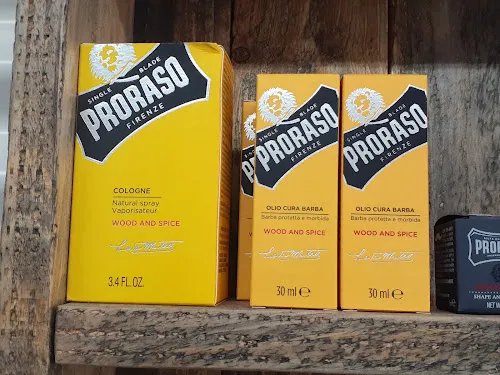 SINGLE BLADE
PRORASO
FIRENZE
COLOGNE
Natural spray
Vaporisateur
WOOD AND SPICE
3.4 FL.OZ.
SINGLE BLADE
PRORASO
FIRENZE
OLIO CURA BARBA
Barba protetta e morbida
WOOD AND SPICE
30 ml e
SINGLE BLADE
PRORASO
FIRENZE
OLIO CURA BARBA
Barba protetta e morbida
WOOD AND SPICE
30 ml e
SHAPE AN